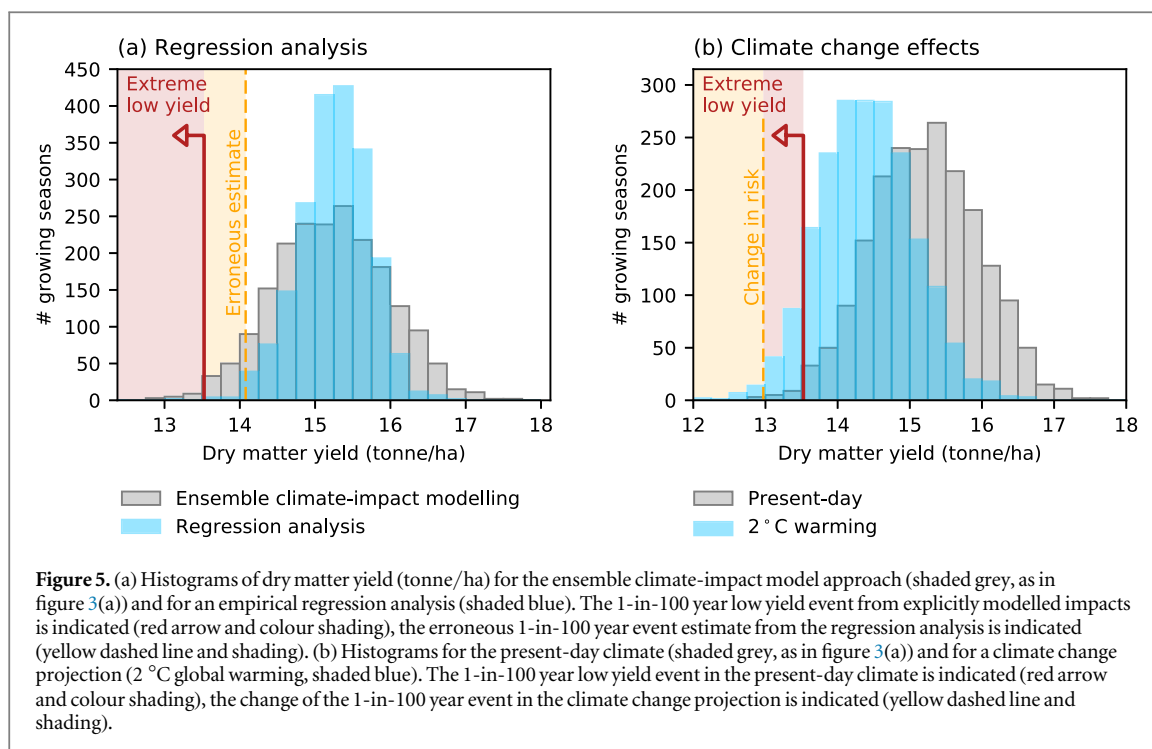 (a) Regression analysis
450
400
350
300
250
200
150
100
50
0
# growing seasons
Extreme
low yield
Erroneous estimate
13 14 15 16 17 18
Dry matter yield (tonne/ha)
Ensemble climate-impact modelling
Regression analysis
(b) Climate change effects
300
250
200
150
100
50
0
# growing seasons
Extreme
low yield
Change in risk
12 13 14 15 16 17 18
Dry matter yield (tonne/ha)
Present-day
2°C warming
Figure 5. (a) Histograms of dry matter yield (tonne/ha) for the ensemble climate-impact model approach (shaded grey, as in
figure 3(a)) and for an empirical regression analysis (shaded blue). The 1-in-100 year low yield event from explicitly modelled impacts
is indicated (red arrow and colour shading), the erroneous 1-in-100 year event estimate from the regression analysis is indicated
(yellow dashed line and shading). (b) Histograms for the present-day climate (shaded grey, as in figure 3(a)) and for a climate change
projection (2 °C global warming, shaded blue). The 1-in-100 year low yield event in the present-day climate is indicated (red arrow
and colour shading), the change of the 1-in-100 year event in the climate change projection is indicated (yellow dashed line and
shading).